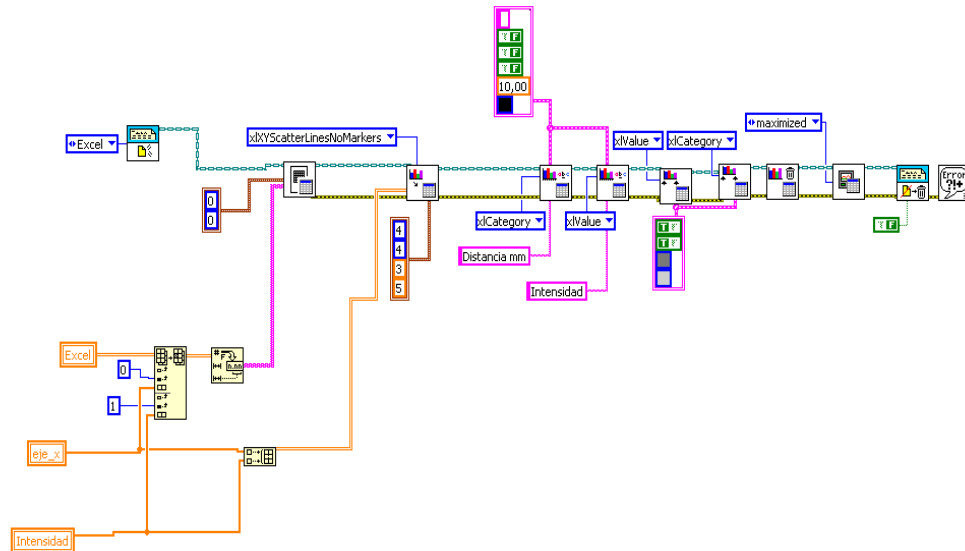 10,00
Excel
xlXYScatterLinesNoMarkers
xlValue
xlCategory
maximized
Error
?!+
0
0
4
4
3
5
xlCategory
xlValue
Distancia mm
Intensidad
T F
T F
T F
T F
T F
T F
Excel
0
1
eje_x
Intensidad